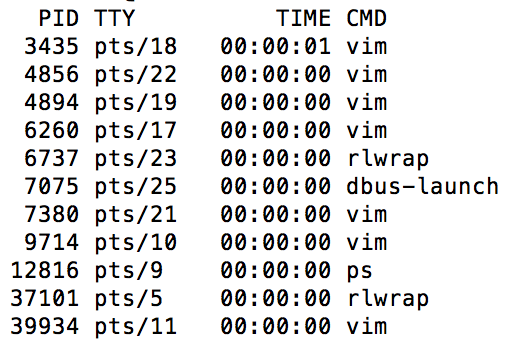 PID TTY TIME CMD
3435 pts/18 00:00:01 vim
4856 pts/22 00:00:00 vim
4894 pts/19 00:00:00 vim
6260 pts/17 00:00:00 vim
6737 pts/23 00:00:00 rlwrap
7075 pts/25 00:00:00 dbus-launch
7380 pts/21 00:00:00 vim
9714 pts/10 00:00:00 vim
12816 pts/9 00:00:00 ps
37101 pts/5 00:00:00 rlwrap
39934 pts/11 00:00:00 vim